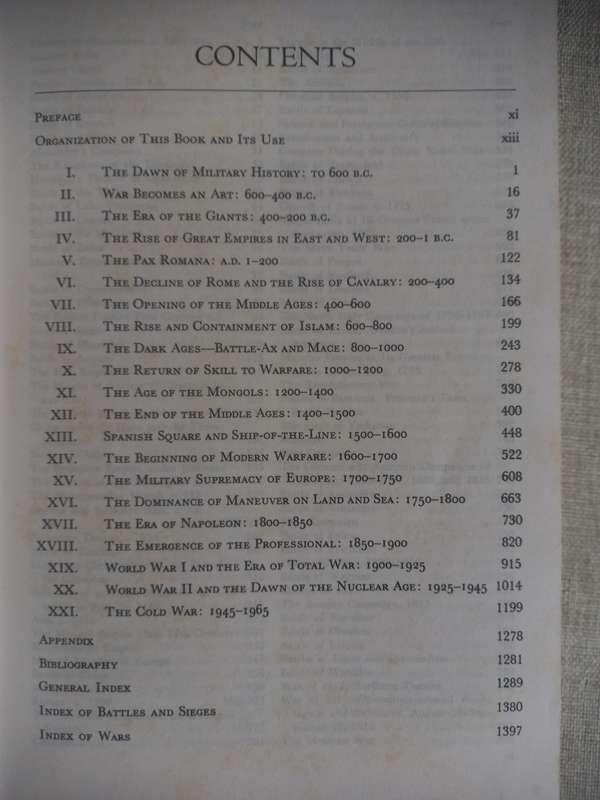 CONTENTS
PREFACE xi
ORGANIZATION OF THIS BOOK AND ITS USE xiii
I. THE DAWN OF MILITARY HISTORY: TO 600 B.C. 1
II. WAR BECOMES AN ART: 600–400 B.C. 16
III. THE ERA OF THE GIANTS: 400–200 B.C. 37
IV. THE RISE OF GREAT EMPIRES IN EAST AND WEST: 200–1 B.C. 81
V. THE PAX ROMANA: A.D. 1–200 122
VI. THE DECLINE OF ROME AND THE RISE OF CAVALRY: 200–400 134
VII. THE OPENING OF THE MIDDLE AGES: 400–600 166
VIII. THE RISE AND CONTAINMENT OF ISLAM: 600–800 199
IX. THE DARK AGES—BATTLE-AX AND MACE: 800–1000 243
X. THE RETURN OF SKILL TO WARFARE: 1000–1200 278
XI. THE AGE OF THE MONGOLS: 1200–1400 330
XII. THE END OF THE MIDDLE AGES: 1400–1500 400
XIII. SPANISH SQUARE AND SHIP-OF-THE-LINE: 1500–1600 448
XIV. THE BEGINNING OF MODERN WARFARE: 1600–1700 522
XV. THE MILITARY SUPREMACY OF EUROPE: 1700–1750 608
XVI. THE DOMINANCE OF MANEUVER ON LAND AND SEA: 1750–1800 663
XVII. THE ERA OF NAPOLEON: 1800–1850 730
XVIII. THE EMERGENCE OF THE PROFESSIONAL: 1850–1900 820
XIX. WORLD WAR I AND THE ERA OF TOTAL WAR: 1900–1925 915
XX. WORLD WAR II AND THE DAWN OF THE NUCLEAR AGE: 1925–1945 1014
XXI. THE COLD WAR: 1945–1965 1199
APPENDIX 1278
BIBLIOGRAPHY 1281
GENERAL INDEX 1289
INDEX OF BATTLES AND SIEGES 1380
INDEX OF WARS 1397